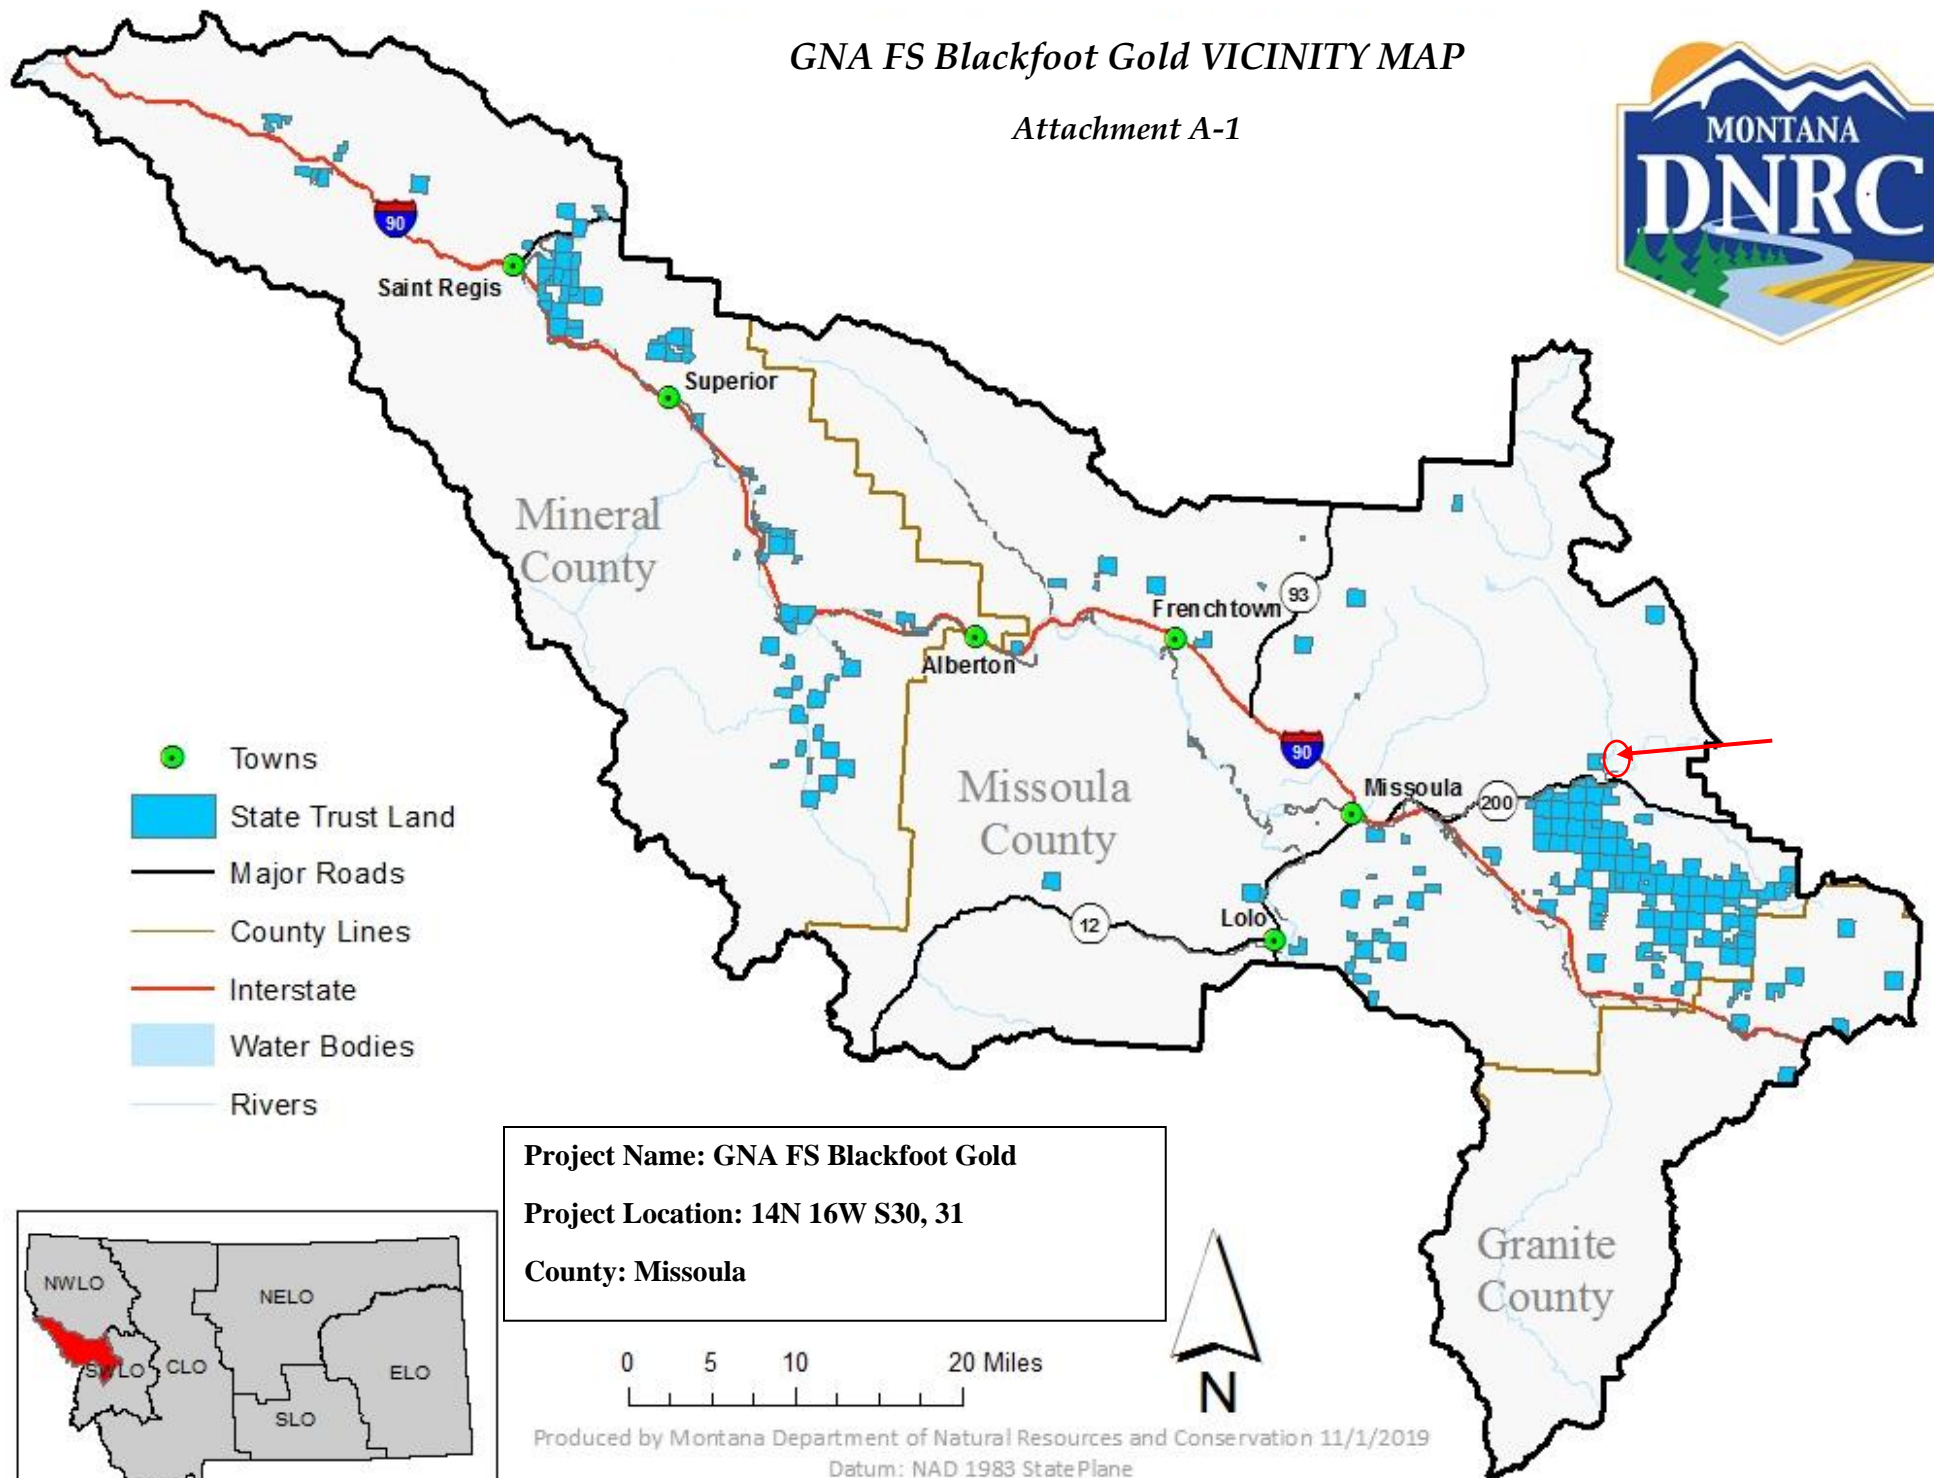 GNA FS Blackfoot Gold VICINITY MAP
Attachment A-1
MONTANA
DNRC
90
Saint Regis
Superior
Mineral
County
93
Frenchtown
Alberton
90
Missoula
200
Missoula
County
Lolo
12
Towns
State Trust Land
Major Roads
County Lines
Interstate
Water Bodies
Rivers
Project Name: GNA FS Blackfoot Gold
Project Location: 14N 16W S30, 31
County: Missoula
Granite
County
NWLO
NELO
SWLO
CLO
ELO
SLO
0 5 10 20 Miles
N
Produced by Montana Department of Natural Resources and Conservation 11/1/2019
Datum: NAD 1983 StatePlane